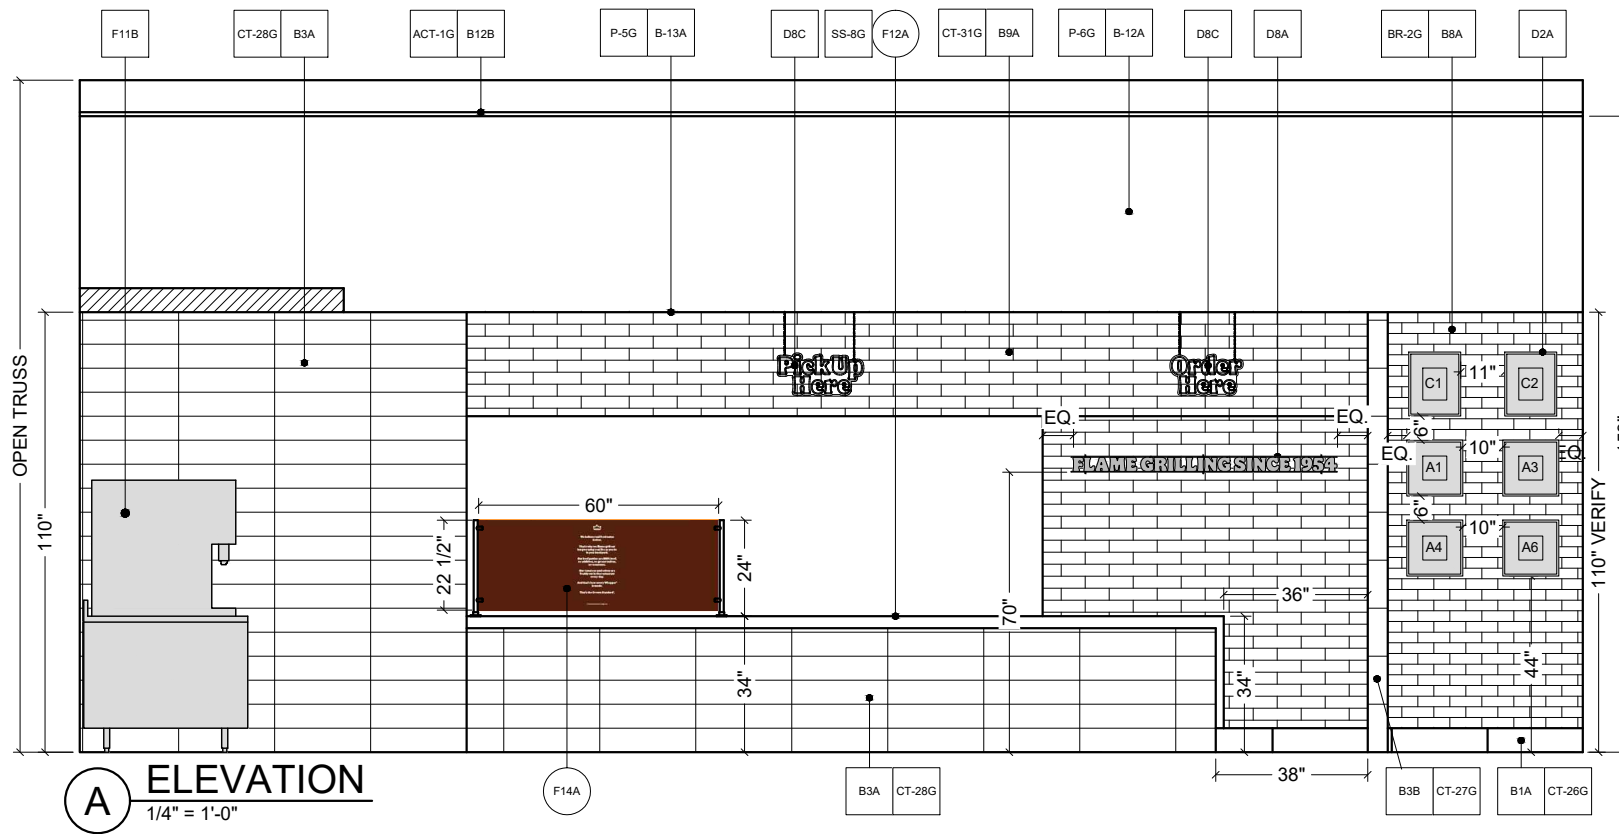 F11B
CT-28G B3A
ACT-1G B12B
P-5G B-13A
D8C
SS-8G F12A
CT-31G B9A
P-6G B-12A
D8C
D8A
BR-2G B8A
D2A
OPEN TRUSS
110"
PickUp
Here
Order
Here
EQ.
EQ.
FLAME GRILLING SINCE 1954
C1
11"
C2
6"
EQ.
A1
10"
A3
EQ.
6"
A4
10"
A6
60"
22 1/2"
24"
34"
70"
36"
34"
44"
110" VERIFY
38"
A
ELEVATION
1/4" = 1'-0"
F14A
B3A CT-28G
B3B CT-27G
B1A CT-26G